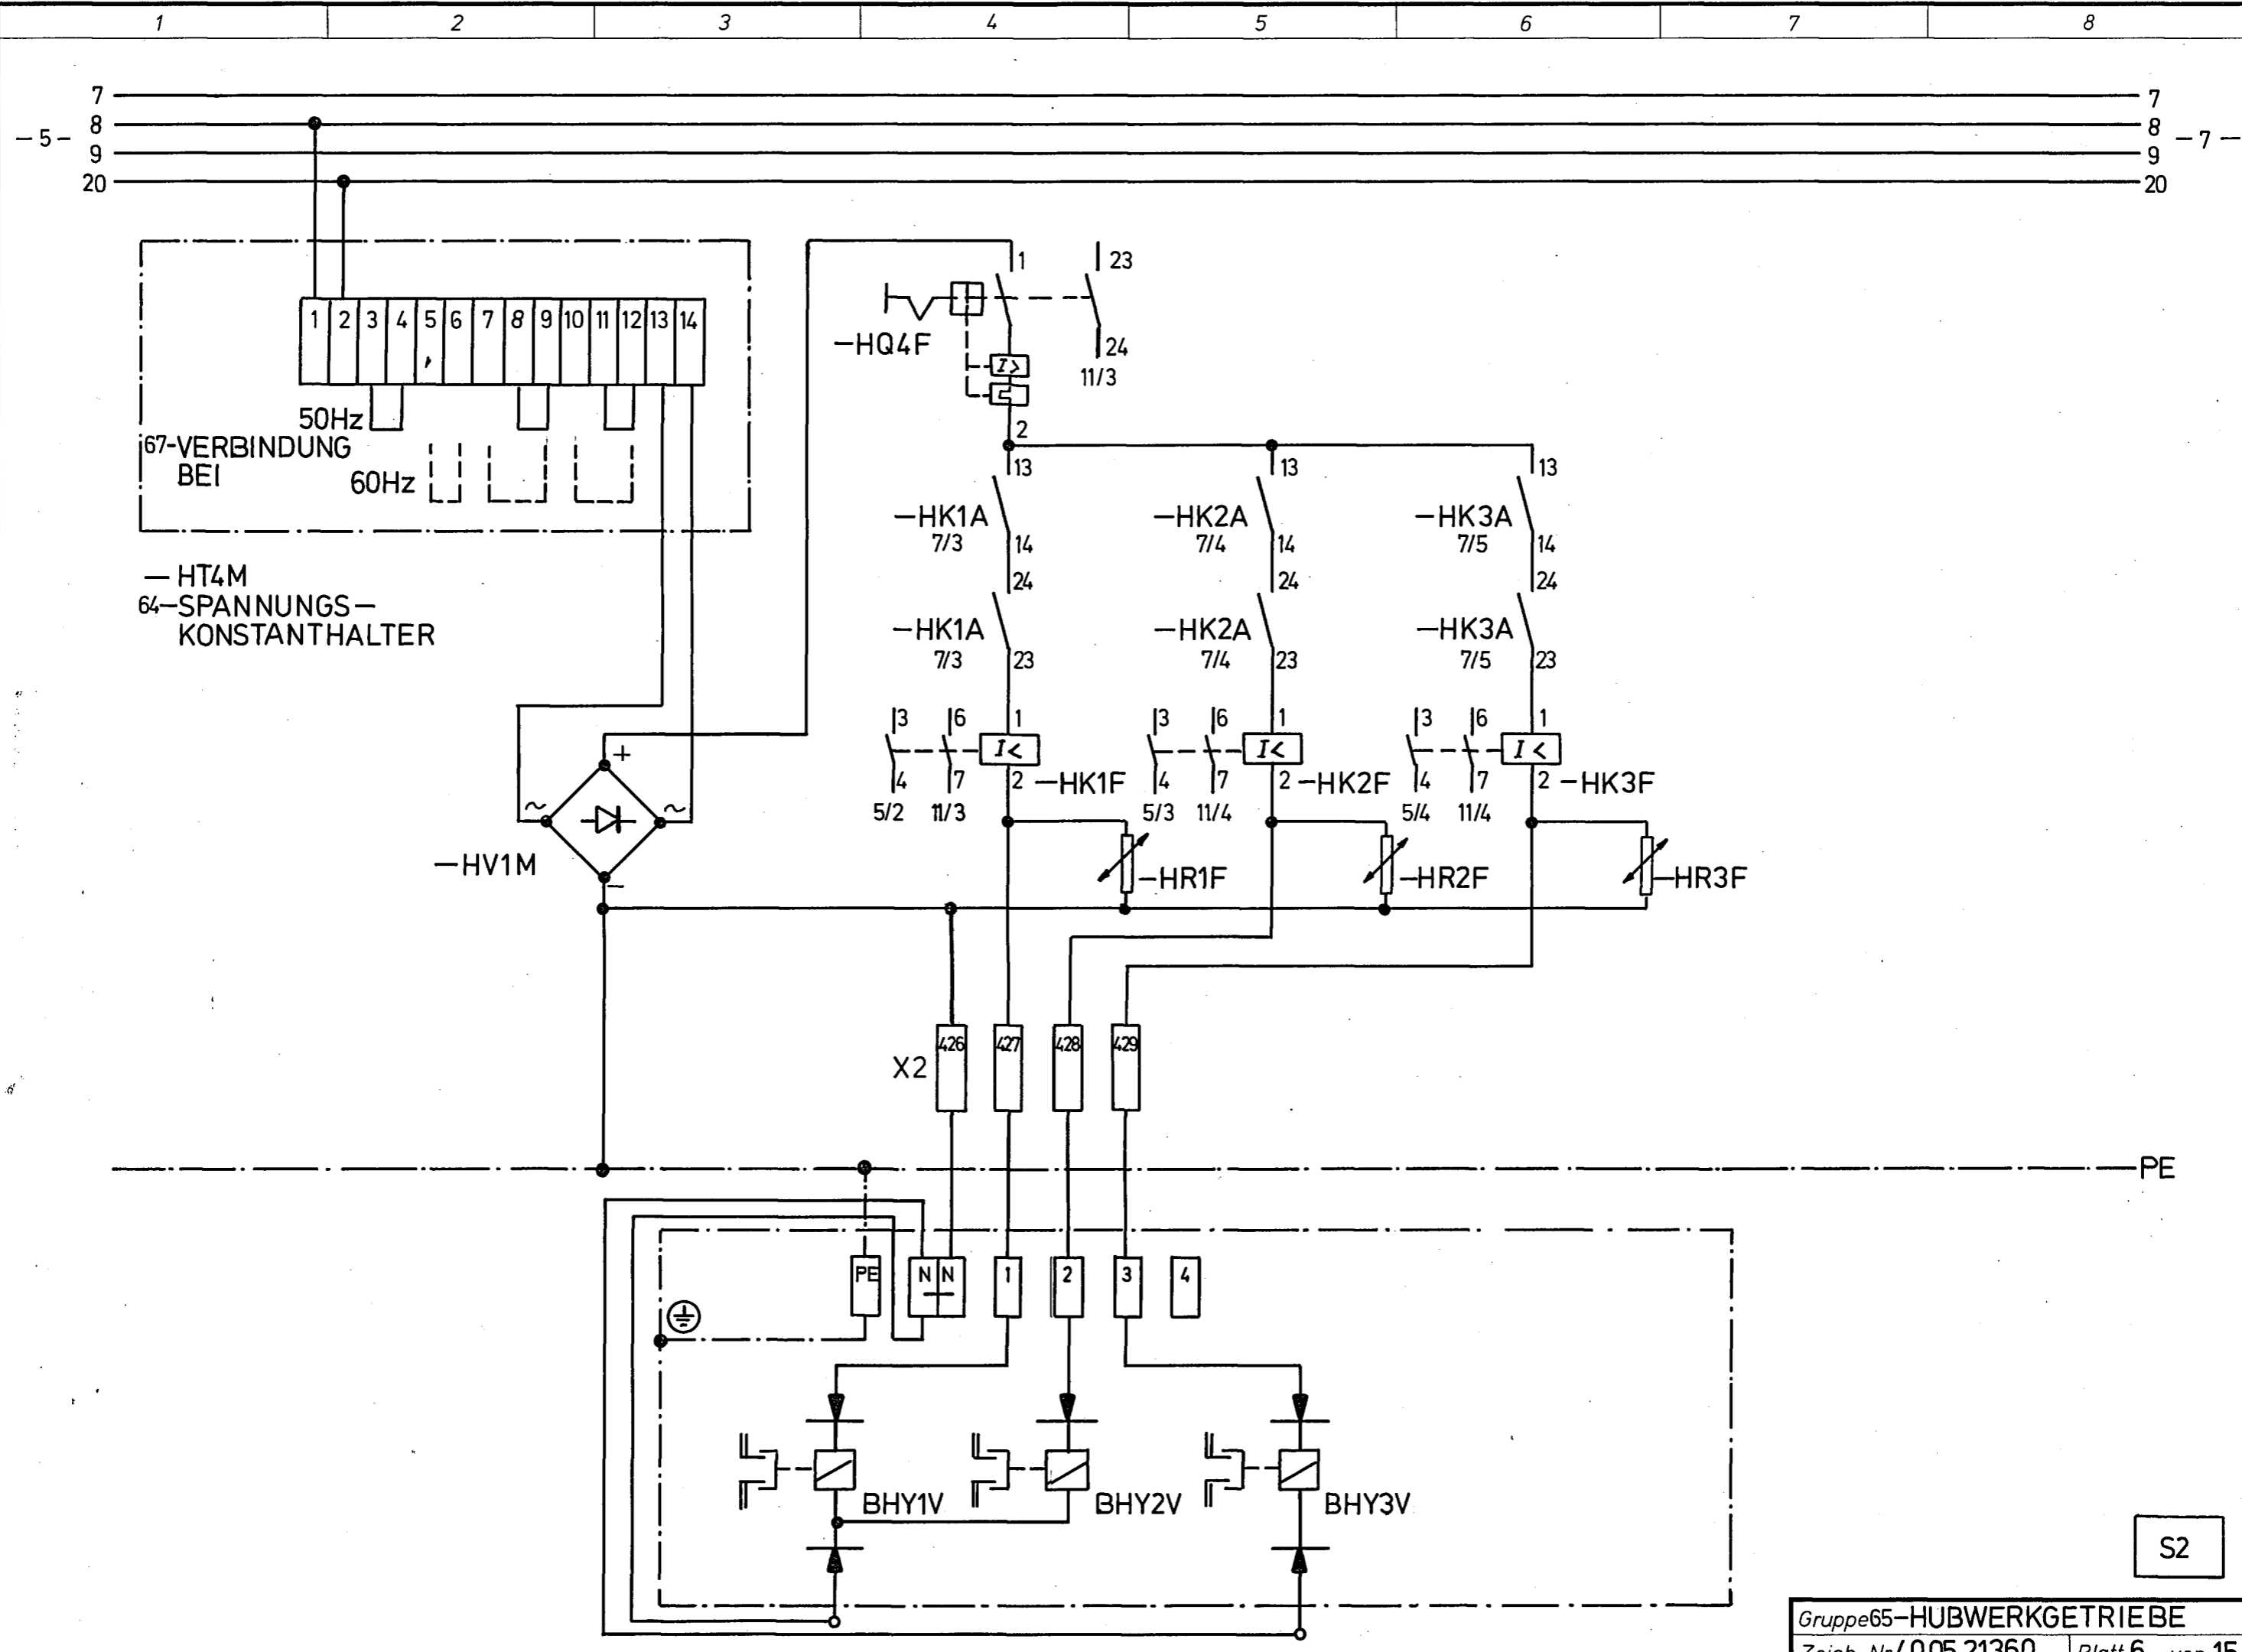 1 2 3 4 5 6 7 8
7 7
— 5 — 8 8 — 7 —
9 9
20 20
1 2 3 4 5 6 7 8 9 10 11 12 13 14
50Hz
67-VERBINDUNG
BEI
60Hz
— HT4M
64-SPANNUNGS-
KONSTANTHALTER
1 23
-HQ4F
24
11/3
I>
2
13 13 13
-HK1A -HK2A -HK3A
7/3 7/4 7/5
14 14 14
24 24 24
-HK1A -HK2A -HK3A
7/3 7/4 7/5
23 23 23
3 6 1 3 6 1 3 6 1
I< I< I<
4 7 2 -HK1F 4 7 2 -HK2F 4 7 2 -HK3F
5/2 11/3 5/3 11/4 5/4 11/4
+
~ ~
-HV1M
−
-HR1F -HR2F -HR3F
X2 426 427 428 429
PE
PE N N 1 2 3 4
BHY1V BHY2V BHY3V
S2
Gruppe 65-HUBWERKGETRIEBE